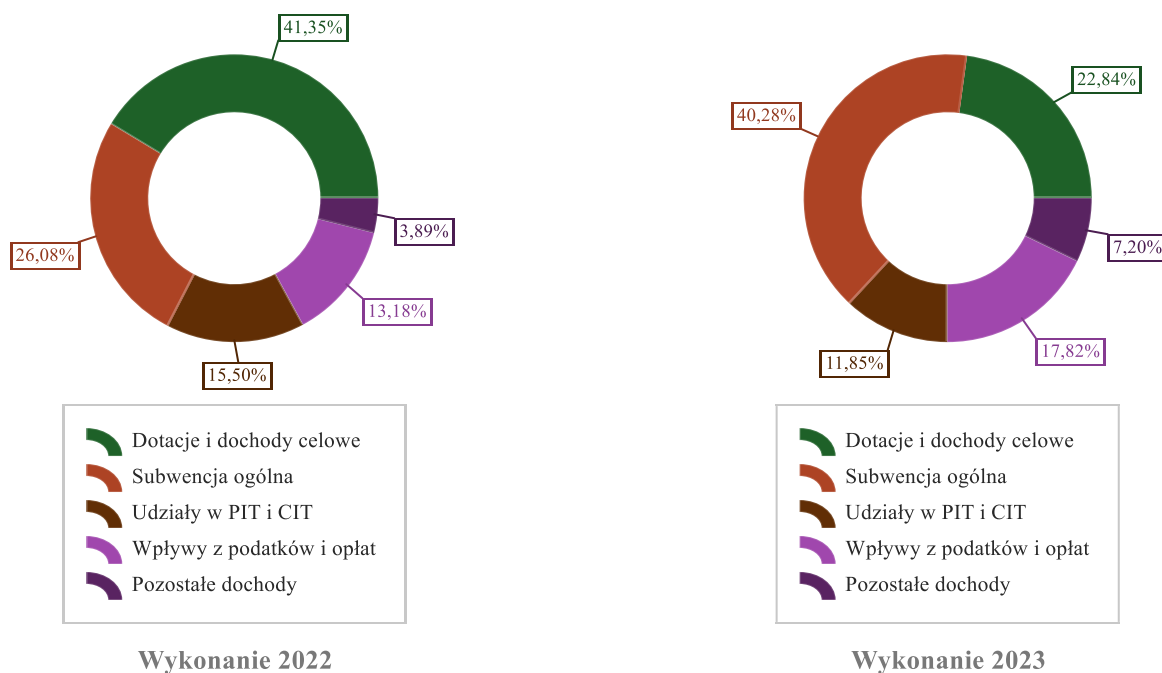 41,35%
26,08%
3,89%
13,18%
15,50%
Dotacje i dochody celowe
Subwencja ogólna
Udziały w PIT i CIT
Wpływy z podatków i opłat
Pozostałe dochody
Wykonanie 2022
22,84%
40,28%
7,20%
17,82%
11,85%
Dotacje i dochody celowe
Subwencja ogólna
Udziały w PIT i CIT
Wpływy z podatków i opłat
Pozostałe dochody
Wykonanie 2023